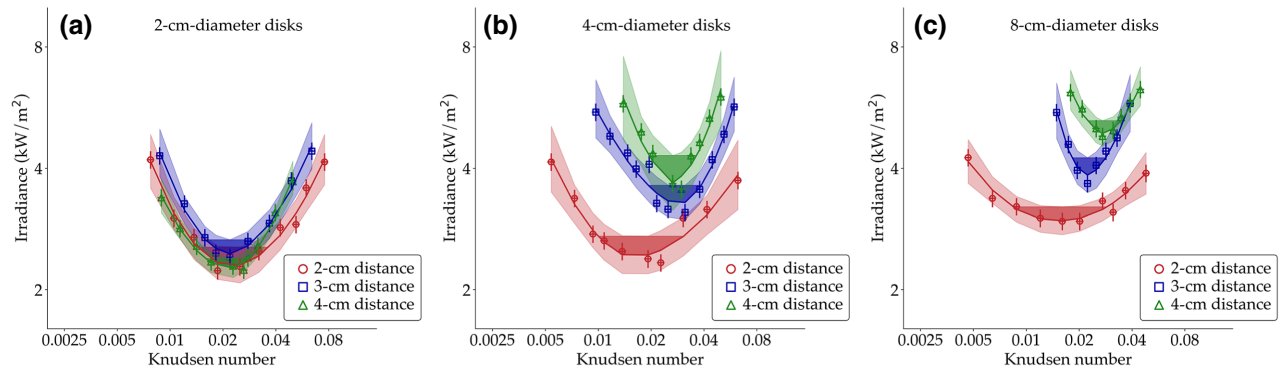 (a) 2-cm-diameter disks
8
4
2
Irradiance (kW/m²)
0.0025 0.005 0.01 0.02 0.04 0.08
Knudsen number
2-cm distance
3-cm distance
4-cm distance
(b) 4-cm-diameter disks
8
4
2
Irradiance (kW/m²)
0.0025 0.005 0.01 0.02 0.04 0.08
Knudsen number
2-cm distance
3-cm distance
4-cm distance
(c) 8-cm-diameter disks
8
4
2
Irradiance (kW/m²)
0.0025 0.005 0.01 0.02 0.04 0.08
Knudsen number
2-cm distance
3-cm distance
4-cm distance